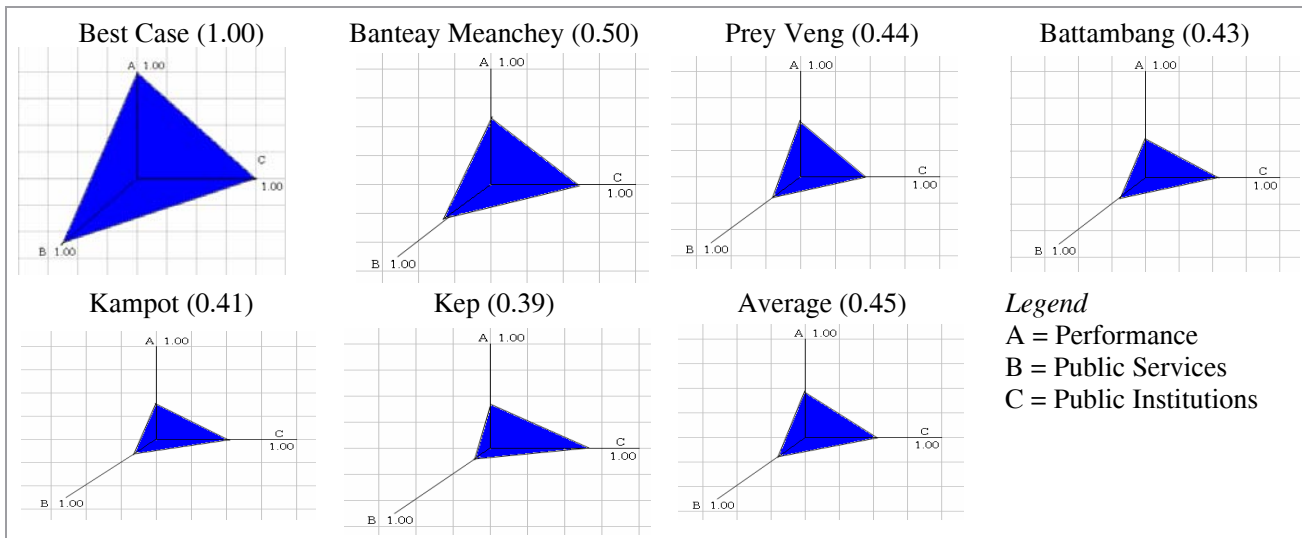 Best Case (1.00)
A 1.00
C
1.00
B 1.00
Banteay Meanchey (0.50)
A 1.00
C
1.00
B 1.00
Prey Veng (0.44)
A 1.00
C
1.00
B 1.00
Battambang (0.43)
A 1.00
C
1.00
B 1.00
Kampot (0.41)
A 1.00
C
1.00
B 1.00
Kep (0.39)
A 1.00
C
1.00
B 1.00
Average (0.45)
A 1.00
C
1.00
B 1.00
Legend
A = Performance
B = Public Services
C = Public Institutions